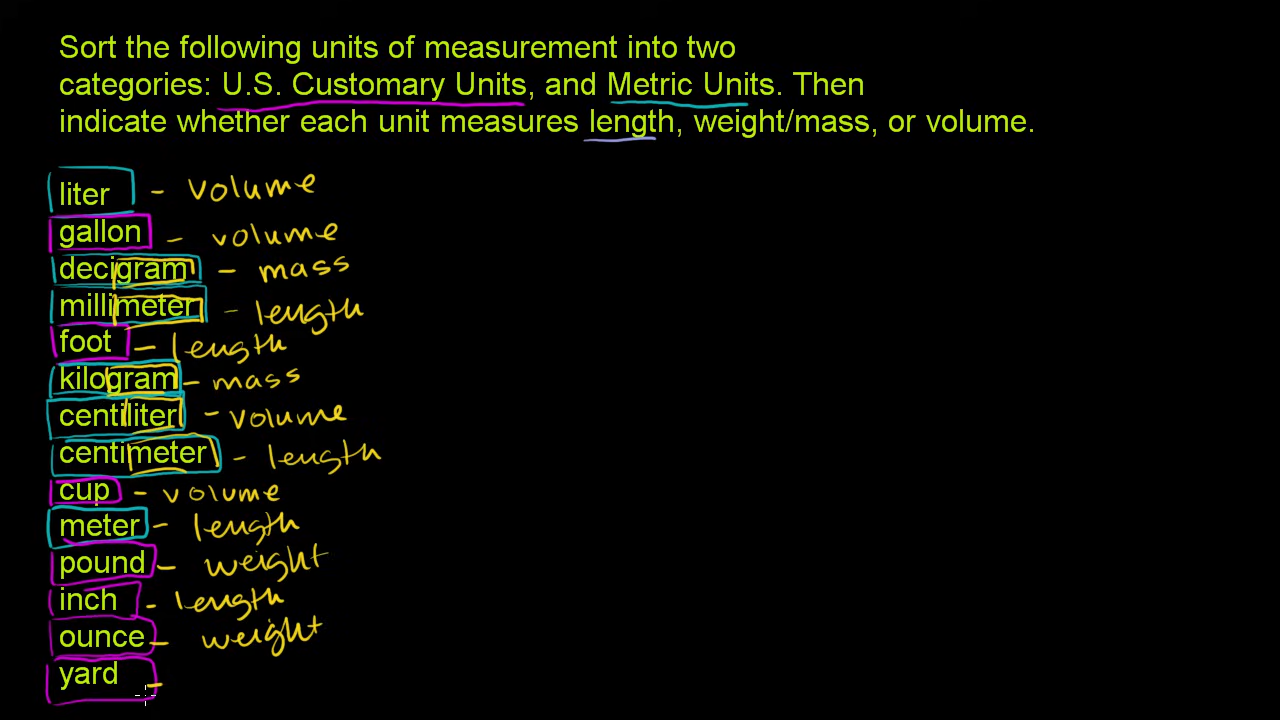 Sort the following units of measurement into two
categories: U.S. Customary Units, and Metric Units. Then
indicate whether each unit measures length, weight/mass, or volume.
liter - volume
gallon - volume
decigram - mass
millimeter - length
foot - length
kilogram - mass
centiliter - volume
centimeter - length
cup - volume
meter - length
pound - weight
inch - length
ounce - weight
yard -